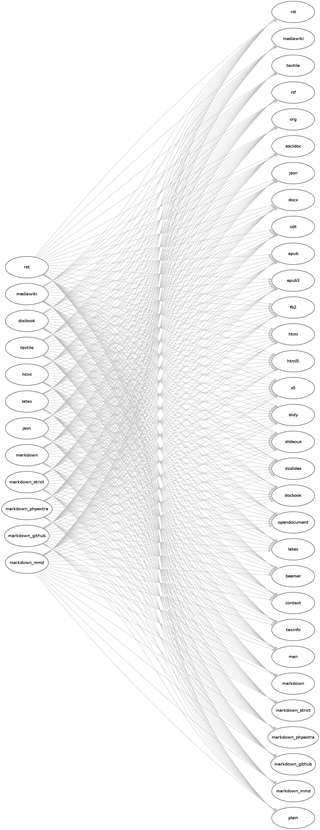 rst
mediawiki
docbook
textile
html
latex
json
markdown
markdown_strict
markdown_phpextra
markdown_github
markdown_mmd
rst
mediawiki
textile
rtf
org
asciidoc
json
docx
odt
epub
epub3
fb2
html
html5
s5
slidy
slideous
dzslides
docbook
opendocument
latex
beamer
context
texinfo
man
markdown
markdown_strict
markdown_phpextra
markdown_github
markdown_mmd
plain